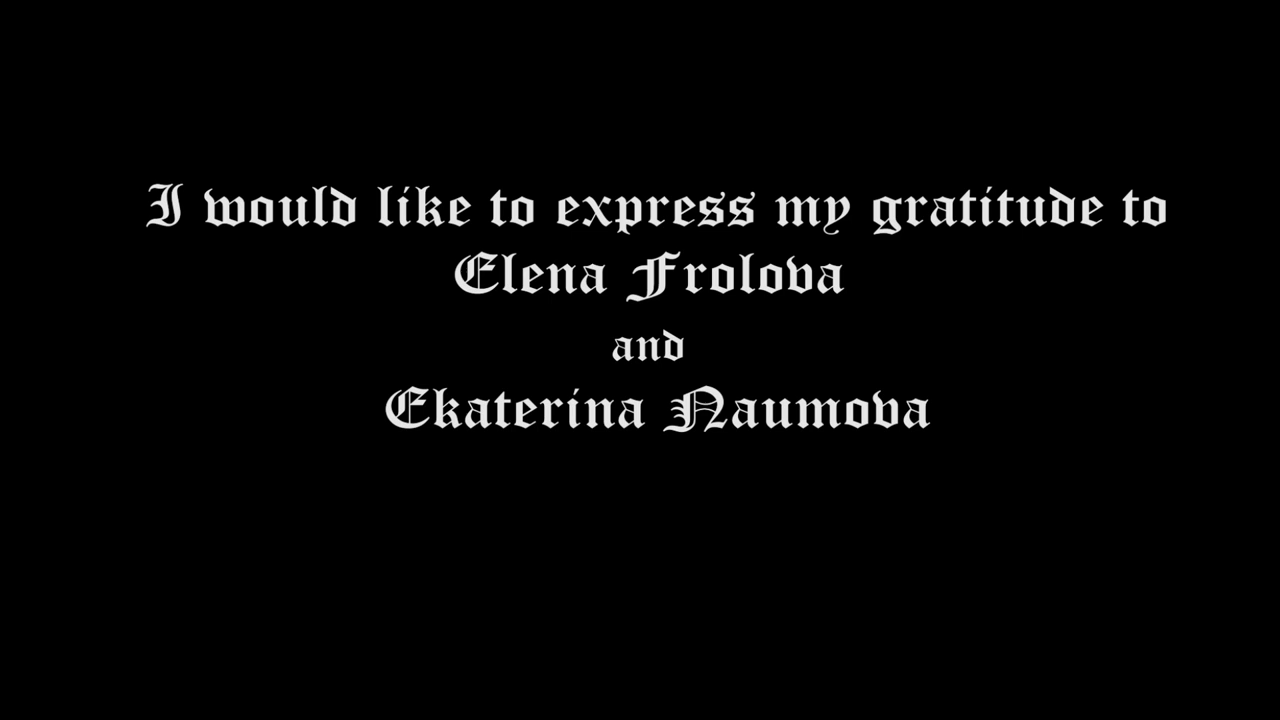 I would like to express my gratitude to
Elena Frolova
and
Ekaterina Naumova